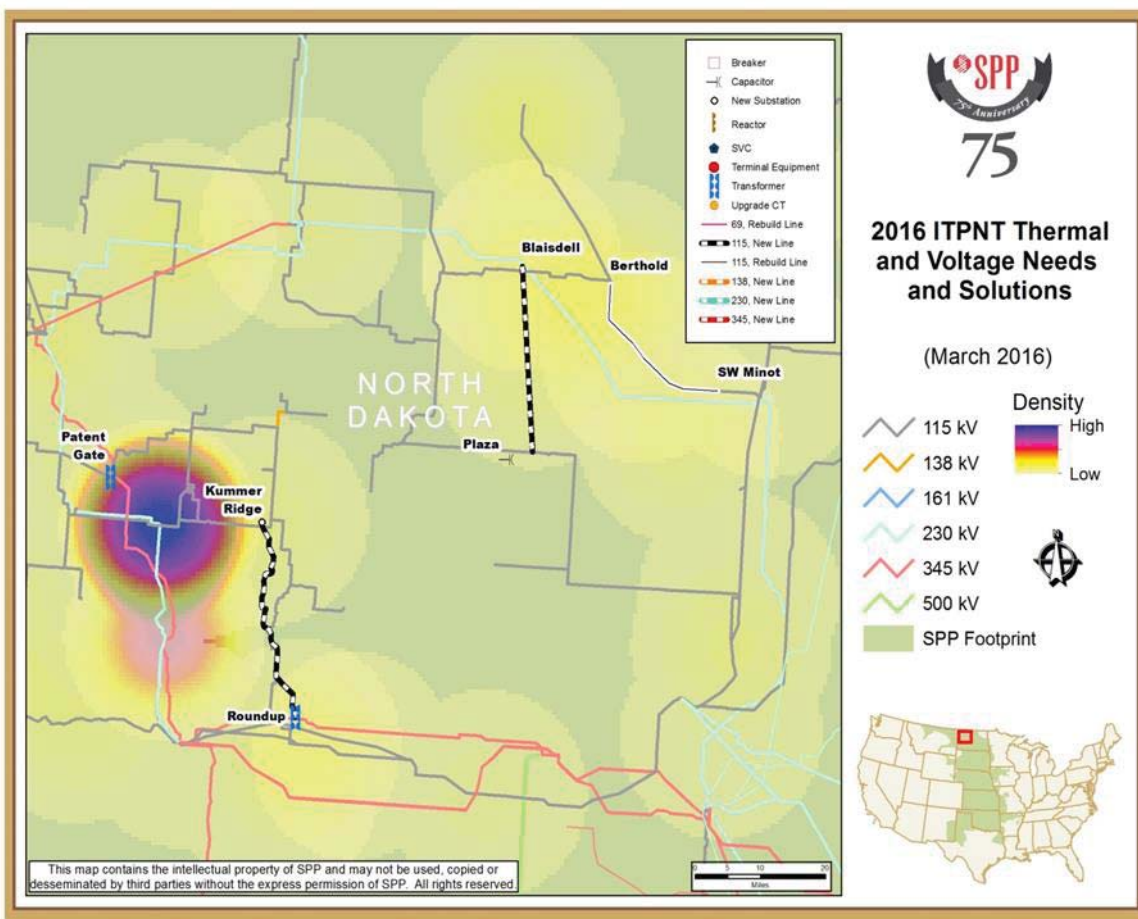 Breaker
Capacitor
New Substation
Reactor
SVC
Terminal Equipment
Transformer
Upgrade CT
69, Rebuild Line
115, New Line
115, Rebuild Line
138, New Line
230, New Line
345, New Line
Blaisdell
Berthold
SW Minot
NORTH
DAKOTA
Plaza
Patent
Gate
Kummer
Ridge
Roundup
This map contains the intellectual property of SPP and may not be used, copied or
desseminated by third parties without the express permission of SPP. All rights reserved.
0 5 10 20
Miles
SPP
75th Anniversary
75
2016 ITPNT Thermal
and Voltage Needs
and Solutions
(March 2016)
115 kV
138 kV
161 kV
230 kV
345 kV
500 kV
SPP Footprint
Density
High
Low